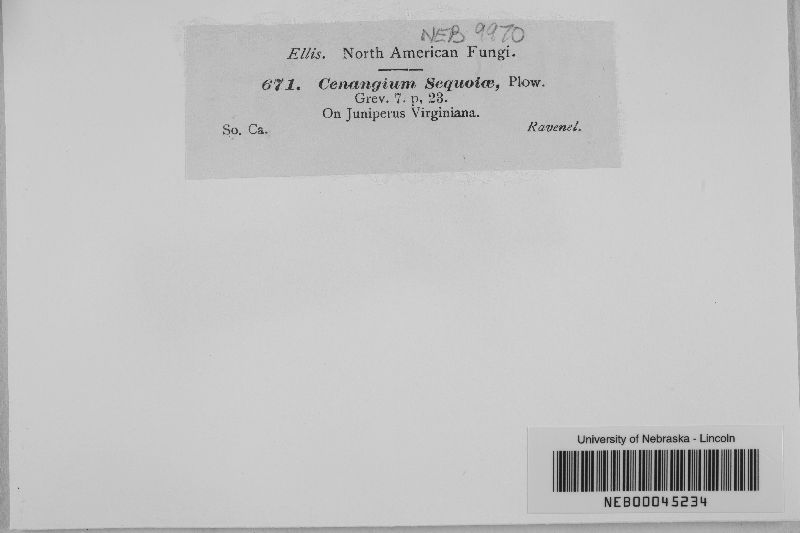 NEB 9970
Ellis. North American Fungi.
671. Cenangium Sequoiæ, Plow.
Grev. 7. p, 23.
On Juniperus Virginiana.
So. Ca. Ravenel.
University of Nebraska - Lincoln
NEB00045234